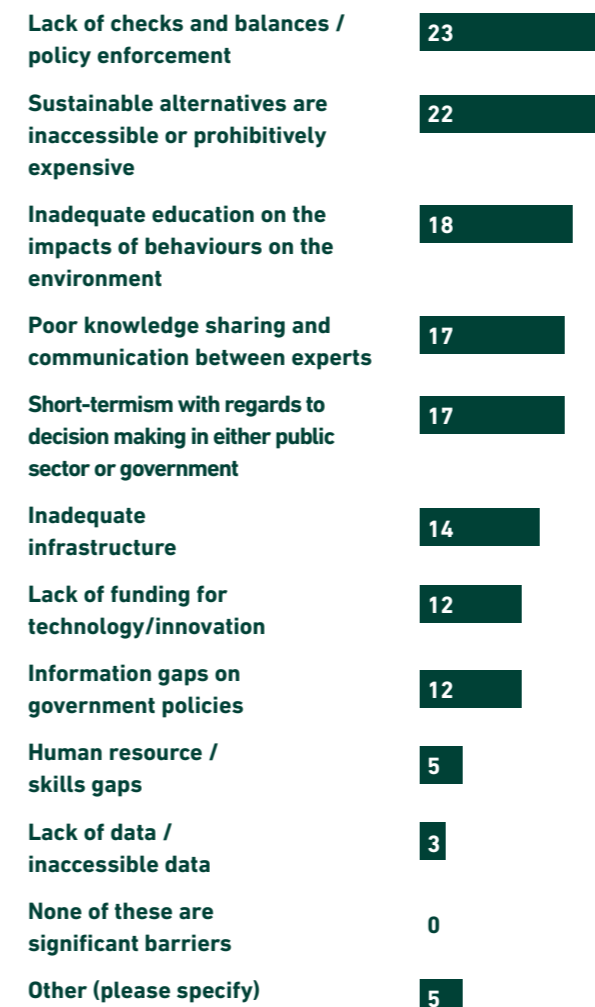 Lack of checks and balances /
policy enforcement
23
Sustainable alternatives are
inaccessible or prohibitively
expensive
22
Inadequate education on the
impacts of behaviours on the
environment
18
Poor knowledge sharing and
communication between experts
17
Short-termism with regards to
decision making in either public
sector or government
17
Inadequate
infrastructure
14
Lack of funding for
technology/innovation
12
Information gaps on
government policies
12
Human resource /
skills gaps
5
Lack of data /
inaccessible data
3
None of these are
significant barriers
0
Other (please specify)
5